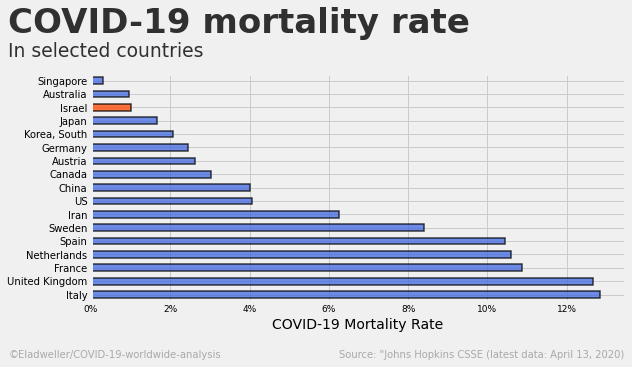 COVID-19 mortality rate
In selected countries
Singapore
Australia
Israel
Japan
Korea, South
Germany
Austria
Canada
China
US
Iran
Sweden
Spain
Netherlands
France
United Kingdom
Italy
0% 2% 4% 6% 8% 10% 12%
COVID-19 Mortality Rate
©Eladweller/COVID-19-worldwide-analysis
Source: "Johns Hopkins CSSE (latest data: April 13, 2020)